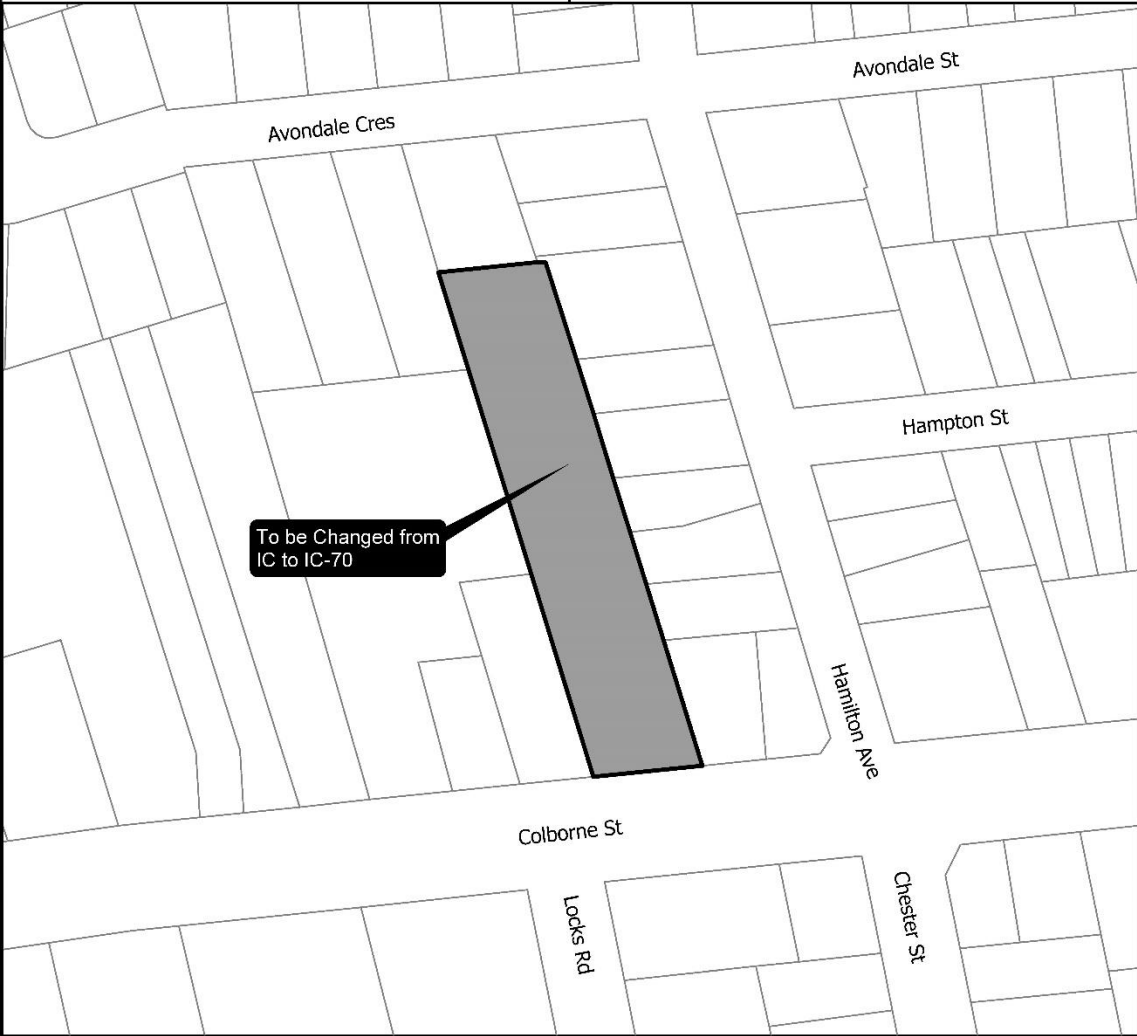 Avondale St
Avondale Cres
Hampton St
To be Changed from
IC to IC-70
Hamilton Ave
Colborne St
Locks Rd
Chester St